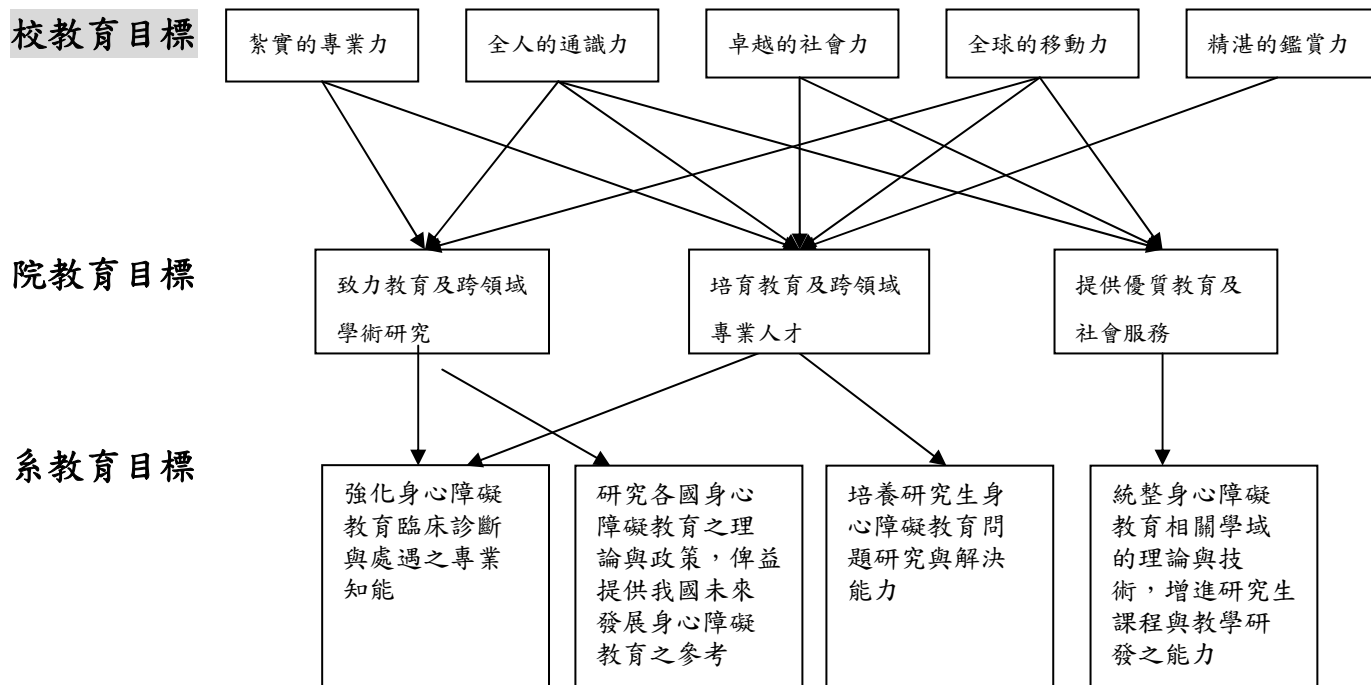 校教育目標
紮實的專業力
全人的通識力
卓越的社會力
全球的移動力
精湛的鑑賞力
院教育目標
致力教育及跨領域
學術研究
培育教育及跨領域
專業人才
提供優質教育及
社會服務
系教育目標
強化身心障礙
教育臨床診斷
與處遇之專業
知能
研究各國身心
障礙教育之理
論與政策，俾益
提供我國未來
發展身心障礙
教育之參考
培養研究生身
心障礙教育問
題研究與解決
能力
統整身心障礙
教育相關學域
的理論與技
術，增進研究生
課程與教學研
發之能力